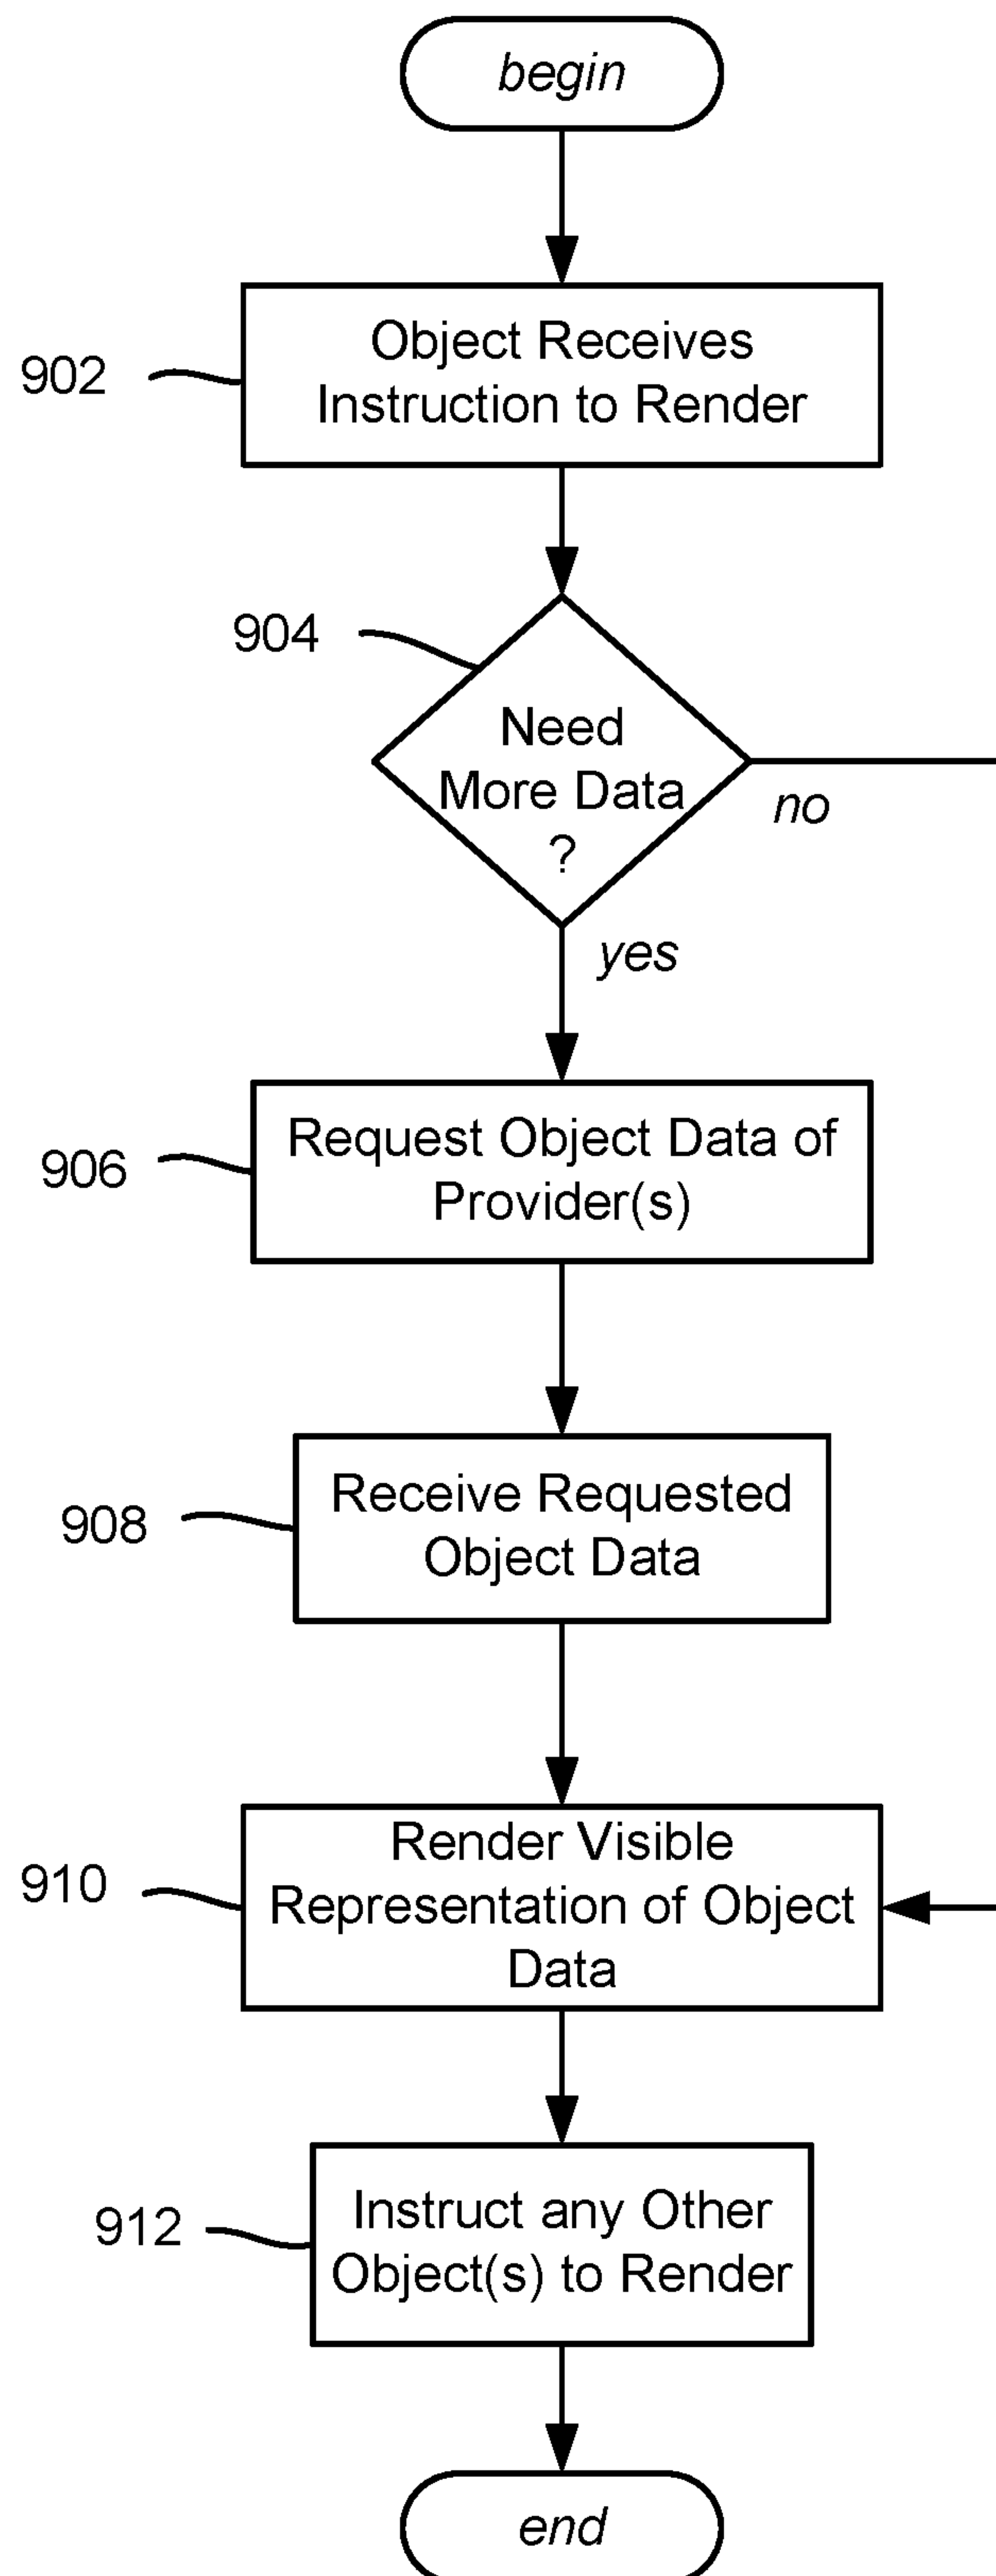 begin
902
Object Receives
Instruction to Render
904
Need
More Data
?
no
yes
906
Request Object Data of
Provider(s)
908
Receive Requested
Object Data
910
Render Visible
Representation of Object
Data
912
Instruct any Other
Object(s) to Render
end